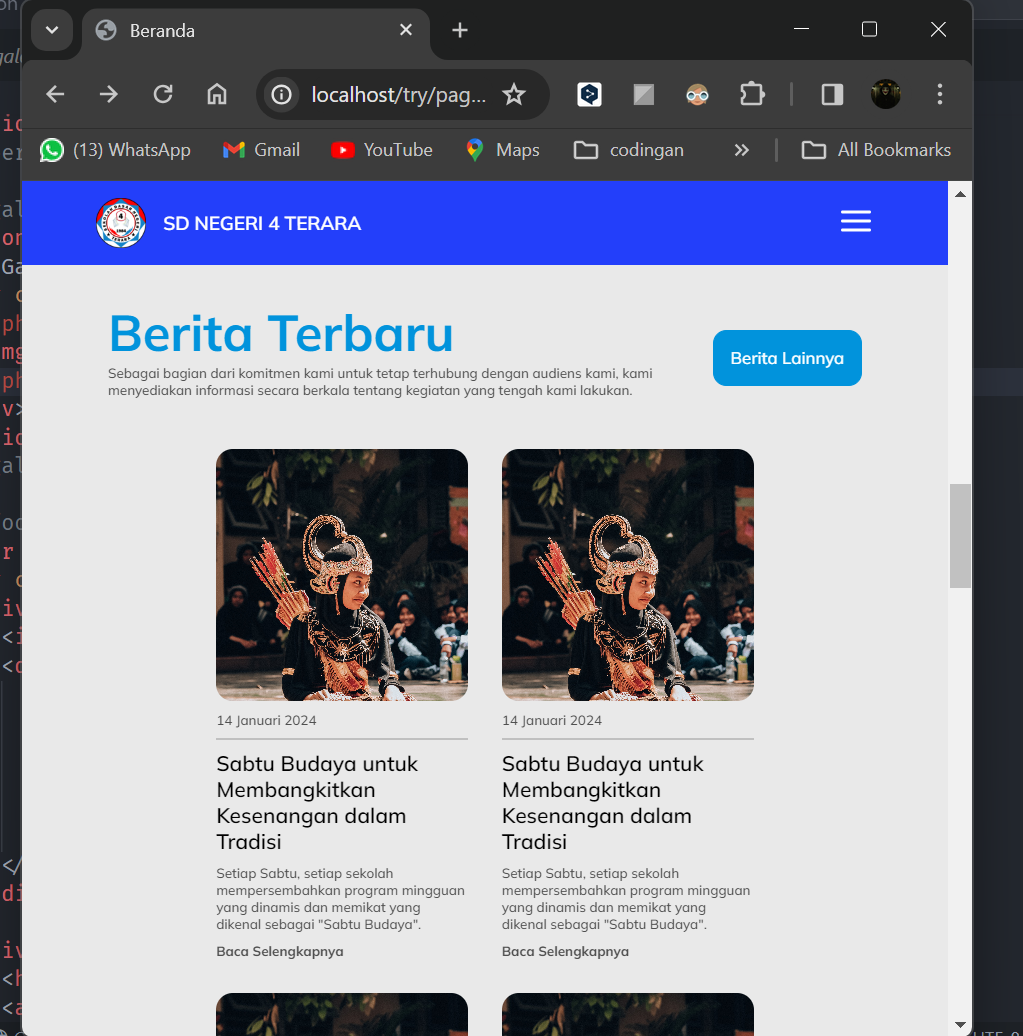 Beranda
localhost/try/pag...
(13) WhatsApp
Gmail
YouTube
Maps
codingan
All Bookmarks
SD NEGERI 4 TERARA
Berita Terbaru
Sebagai bagian dari komitmen kami untuk tetap terhubung dengan audiens kami, kami
menyediakan informasi secara berkala tentang kegiatan yang tengah kami lakukan.
Berita Lainnya
14 Januari 2024
Sabtu Budaya untuk
Membangkitkan
Kesenangan dalam
Tradisi
Setiap Sabtu, setiap sekolah
mempersembahkan program mingguan
yang dinamis dan memikat yang
dikenal sebagai "Sabtu Budaya".
Baca Selengkapnya
14 Januari 2024
Sabtu Budaya untuk
Membangkitkan
Kesenangan dalam
Tradisi
Setiap Sabtu, setiap sekolah
mempersembahkan program mingguan
yang dinamis dan memikat yang
dikenal sebagai "Sabtu Budaya".
Baca Selengkapnya